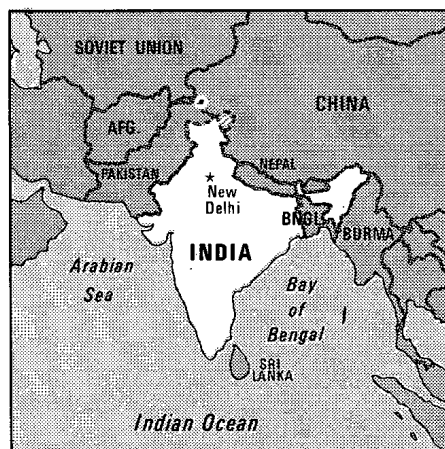 SOVIET UNION
CHINA
AFG.
PAKISTAN
NEPAL
New
Delhi
BNGL.
BURMA
INDIA
Arabian
Sea
Bay
of
Bengal
SRI
LANKA
Indian Ocean